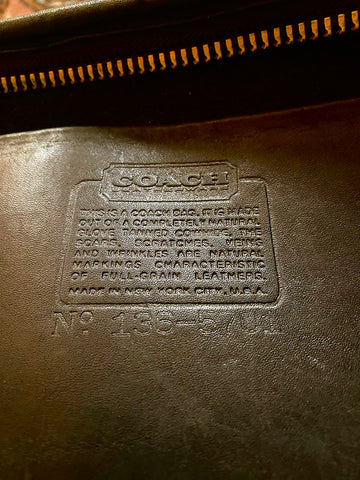 COACH
THIS IS A COACH BAG. IT IS MADE
OUT OF A COMPLETELY NATURAL
GLOVE TANNED COWHIDE. THE
SCARS, SCRATCHES, VEINS
AND WRINKLES ARE NATURAL
MARKINGS CHARACTERISTIC
OF FULL-GRAIN LEATHERS.
MADE IN NEW YORK CITY, U.S.A.
Nº